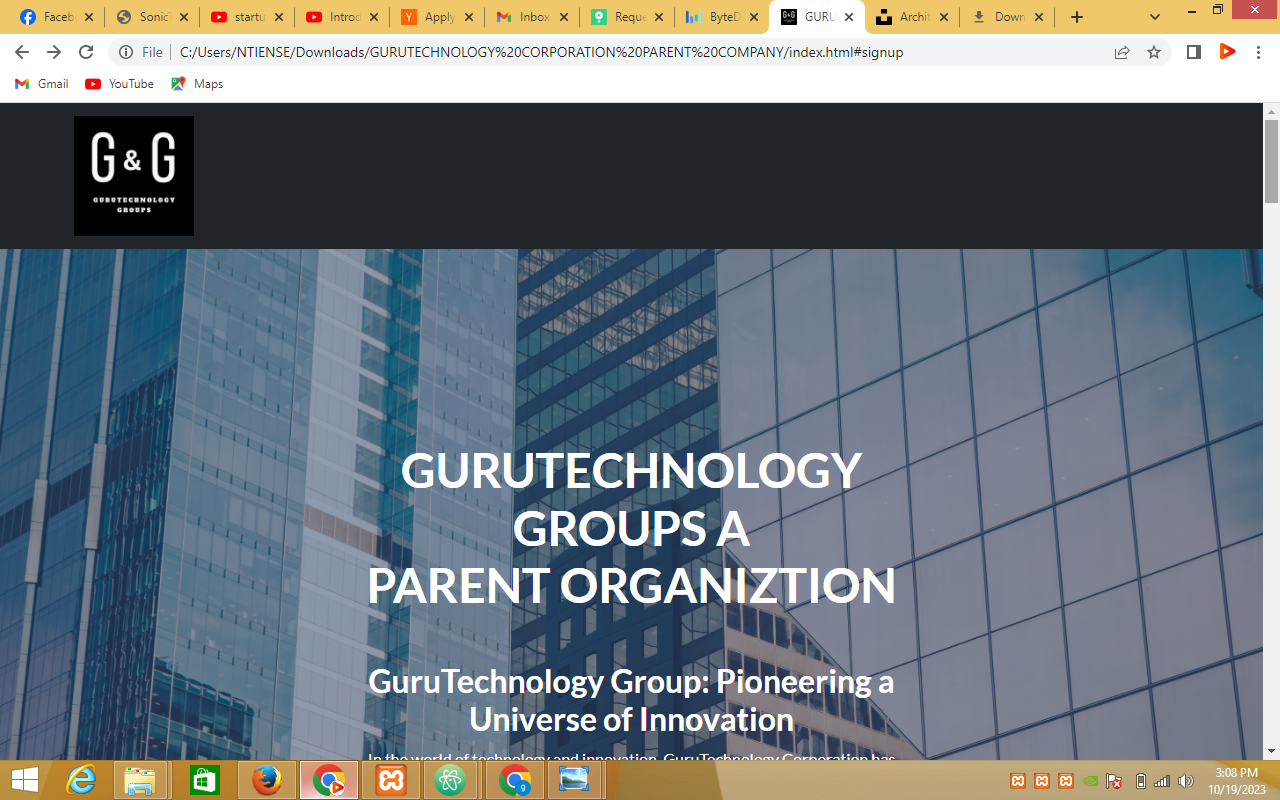 Faceb
Sonic
startu
Introd
Apply
Inbox
Reque
ByteD
GURU
Archit
Down
File
C:/Users/NTIENSE/Downloads/GURUTECHNOLOGY%20CORPORATION%20PARENT%20COMPANY/index.html#signup
Gmail
YouTube
Maps
G & G
GURUTECHNOLOGY
GROUPS
GURUTECHNOLOGY
GROUPS A
PARENT ORGANIZTION
GuruTechnology Group: Pioneering a
Universe of Innovation
In the world of technology and innovation, GuruTechnology Corporation has
3:08 PM
10/19/2023